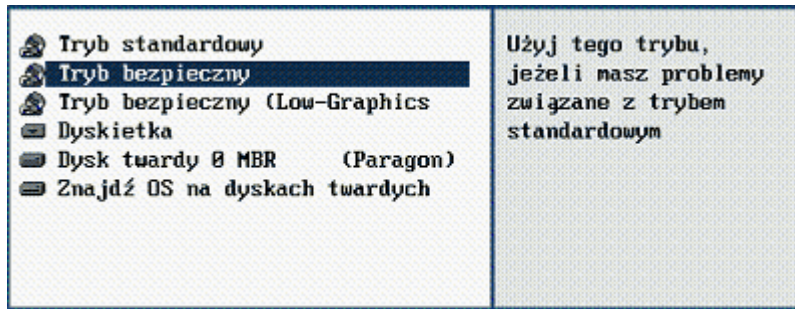 Tryb standardowy
Tryb bezpieczny
Tryb bezpieczny (Low-Graphics
Dyskietka
Dysk twardy 0 MBR (Paragon)
Znajdź OS na dyskach twardych
Użyj tego trybu,
jeżeli masz problemy
związane z trybem
standardowym